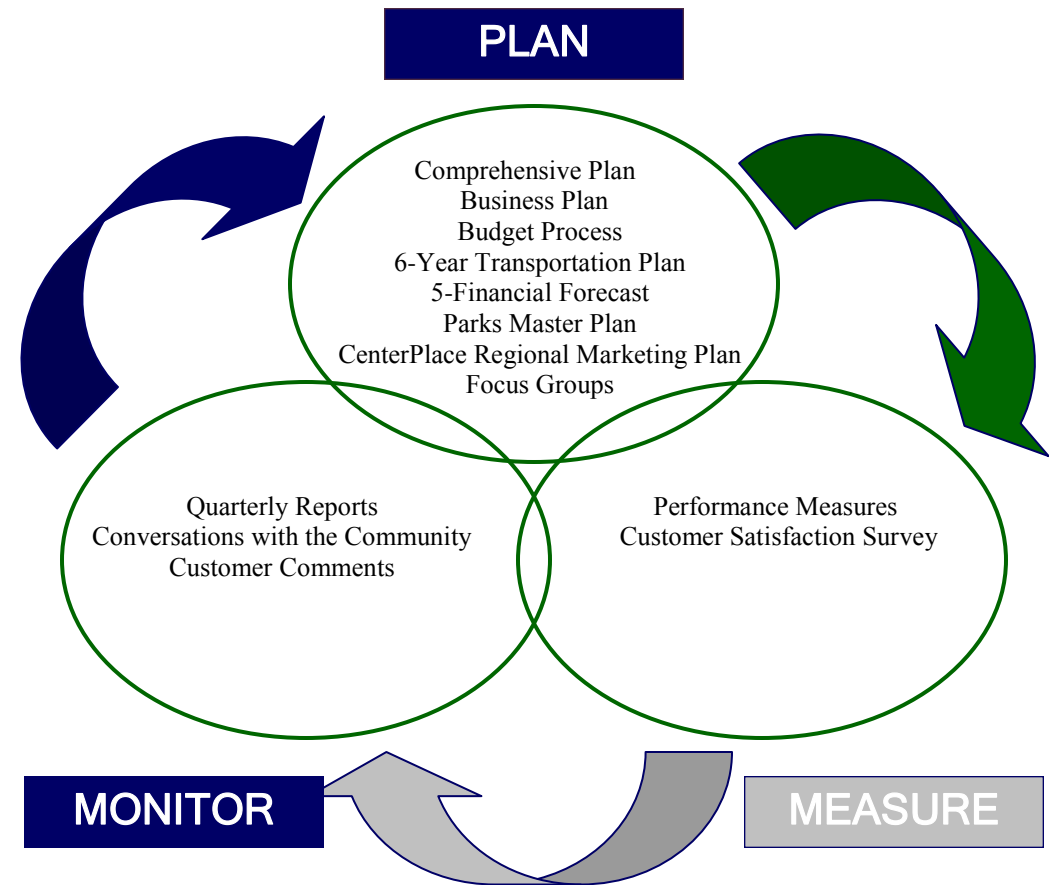 PLAN
Comprehensive Plan
Business Plan
Budget Process
6-Year Transportation Plan
5-Financial Forecast
Parks Master Plan
CenterPlace Regional Marketing Plan
Focus Groups
Quarterly Reports
Conversations with the Community
Customer Comments
Performance Measures
Customer Satisfaction Survey
MONITOR
MEASURE